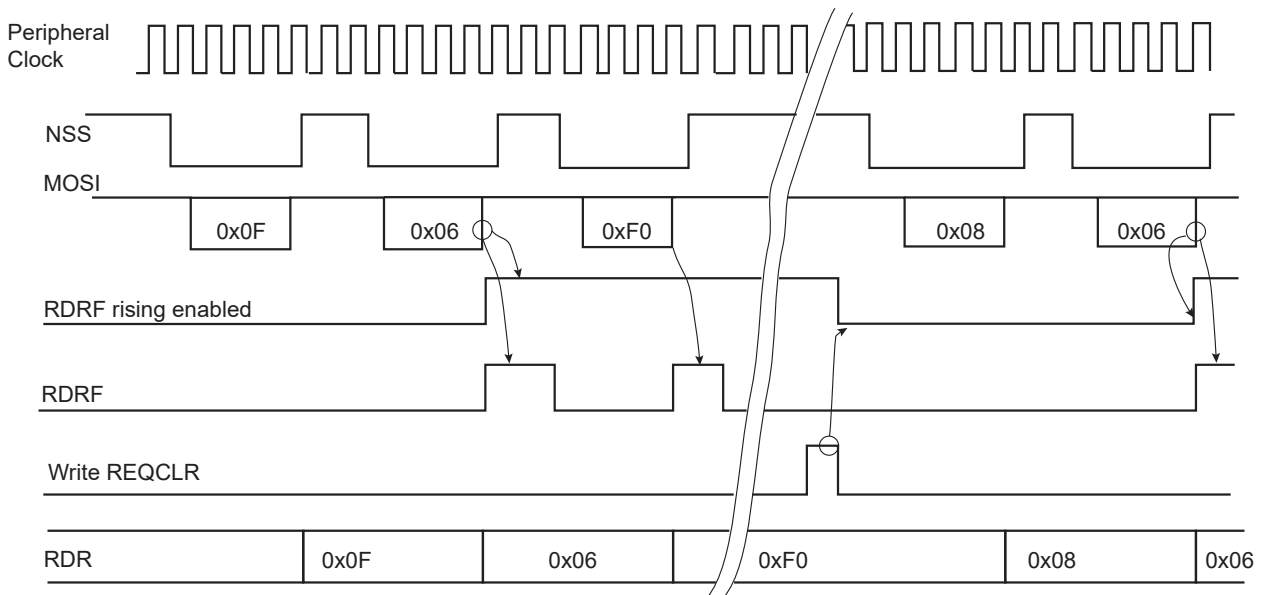 Peripheral
Clock
NSS
MOSI
0x0F 0x06 0xF0 0x08 0x06
RDRF rising enabled
RDRF
Write REQCLR
RDR 0x0F 0x06 0xF0 0x08 0x06